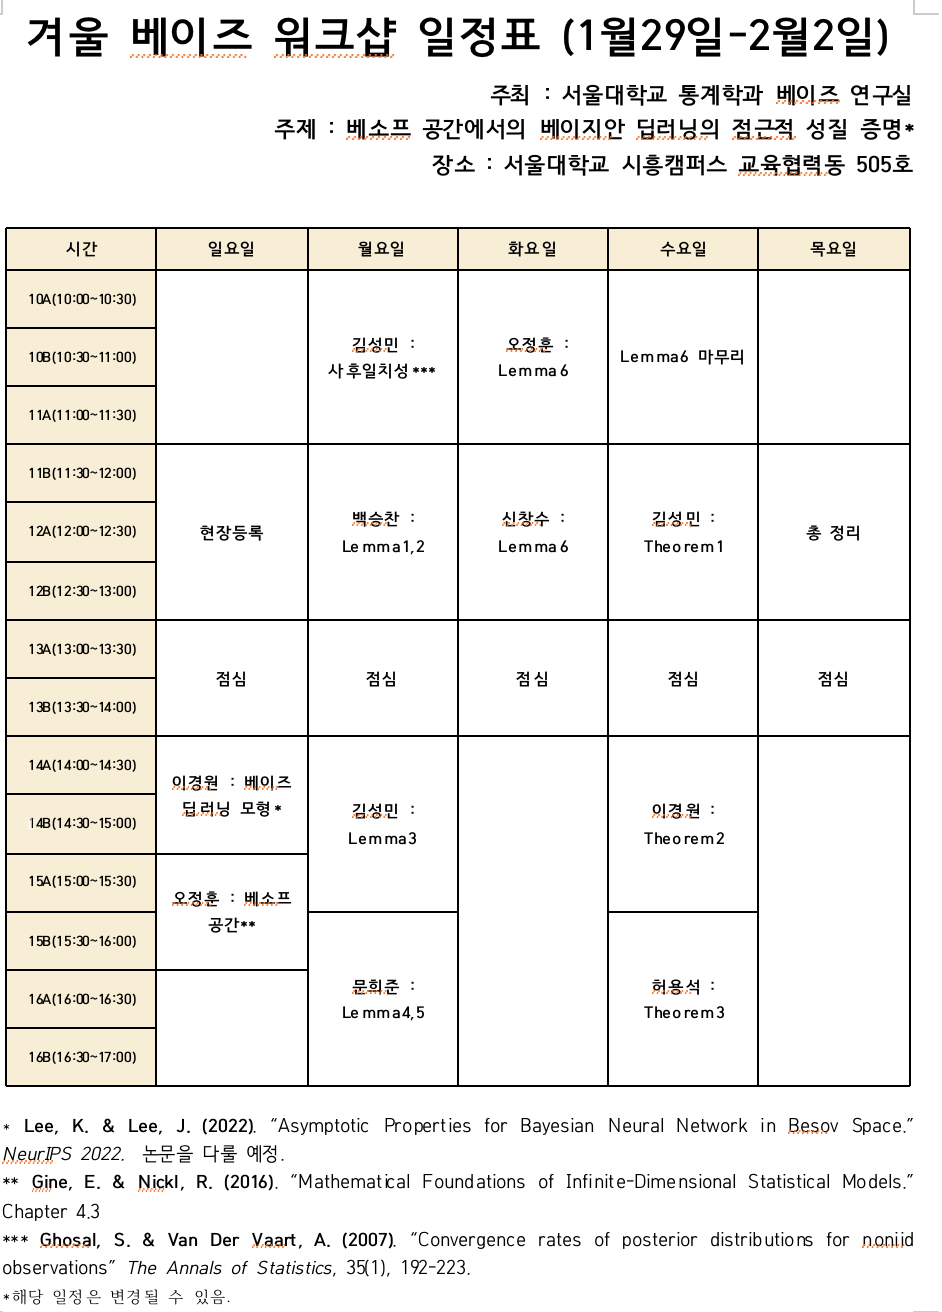 겨울 베이즈 워크샵 일정표 (1월29일-2월2일)
주최 : 서울대학교 통계학과 베이즈 연구실
주제 : 베소프 공간에서의 베이지안 딥러닝의 점근적 성질 증명*
장소 : 서울대학교 시흥캠퍼스 교육협력동 505호
시간 일요일 월요일 화요일 수요일 목요일
10A(10:00~10:30)
10B(10:30~11:00)
11A(11:00~11:30)
김성민 :
사후일치성***
오정훈 :
Lemma6
Lemma6 마무리
11B(11:30~12:00)
12A(12:00~12:30)
12B(12:30~13:00)
현장등록
백승찬 :
Lemma1,2
신창수 :
Lemma6
김성민 :
Theorem1
총 정리
13A(13:00~13:30)
13B(13:30~14:00)
점심 점심 점심 점심 점심
14A(14:00~14:30)
14B(14:30~15:00)
15A(15:00~15:30)
15B(15:30~16:00)
16A(16:00~16:30)
16B(16:30~17:00)
이경원 : 베이즈
딥러닝 모형*
오정훈 : 베소프
공간**
김성민 :
Lemma3
문희준 :
Lemma4,5
이경원 :
Theorem2
허용석 :
Theorem3
* Lee, K. & Lee, J. (2022). “Asymptotic Properties for Bayesian Neural Network in Besov Space.”
NeurIPS 2022. 논문을 다룰 예정.
** Gine, E. & Nickl, R. (2016). “Mathematical Foundations of Infinite-Dimensional Statistical Models.”
Chapter 4.3
*** Ghosal, S. & Van Der Vaart, A. (2007). “Convergence rates of posterior distributions for noniid
observations” The Annals of Statistics, 35(1), 192-223.
*해당 일정은 변경될 수 있음.